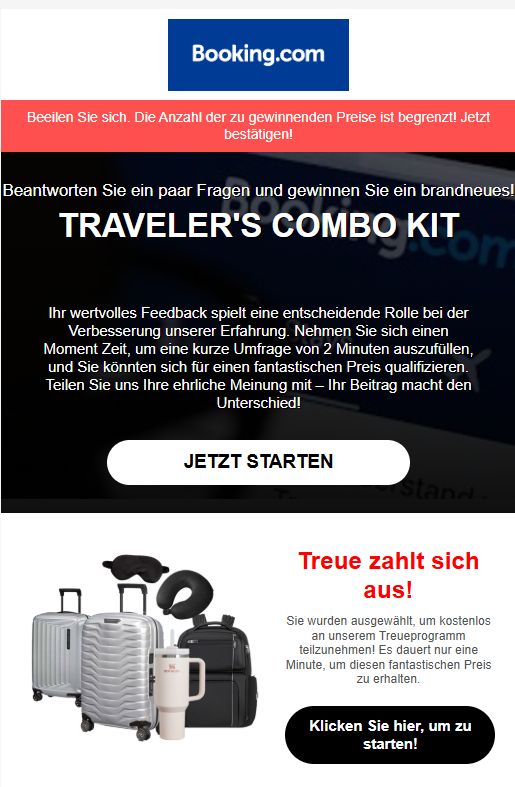 Booking.com
Beeilen Sie sich. Die Anzahl der zu gewinnenden Preise ist begrenzt! Jetzt
bestätigen!
Beantworten Sie ein paar Fragen und gewinnen Sie ein brandneues!
TRAVELER'S COMBO KIT
Booking.com
Ihr wertvolles Feedback spielt eine entscheidende Rolle bei der
Verbesserung unserer Erfahrung. Nehmen Sie sich einen
Moment Zeit, um eine kurze Umfrage von 2 Minuten auszufüllen,
und Sie könnten sich für einen fantastischen Preis qualifizieren.
Teilen Sie uns Ihre ehrliche Meinung mit – Ihr Beitrag macht den
Unterschied!
JETZT STARTEN
Treue zahlt sich
aus!
Sie wurden ausgewählt, um kostenlos
an unserem Treueprogramm
teilzunehmen! Es dauert nur eine
Minute, um diesen fantastischen Preis
zu erhalten.
Klicken Sie hier, um zu
starten!